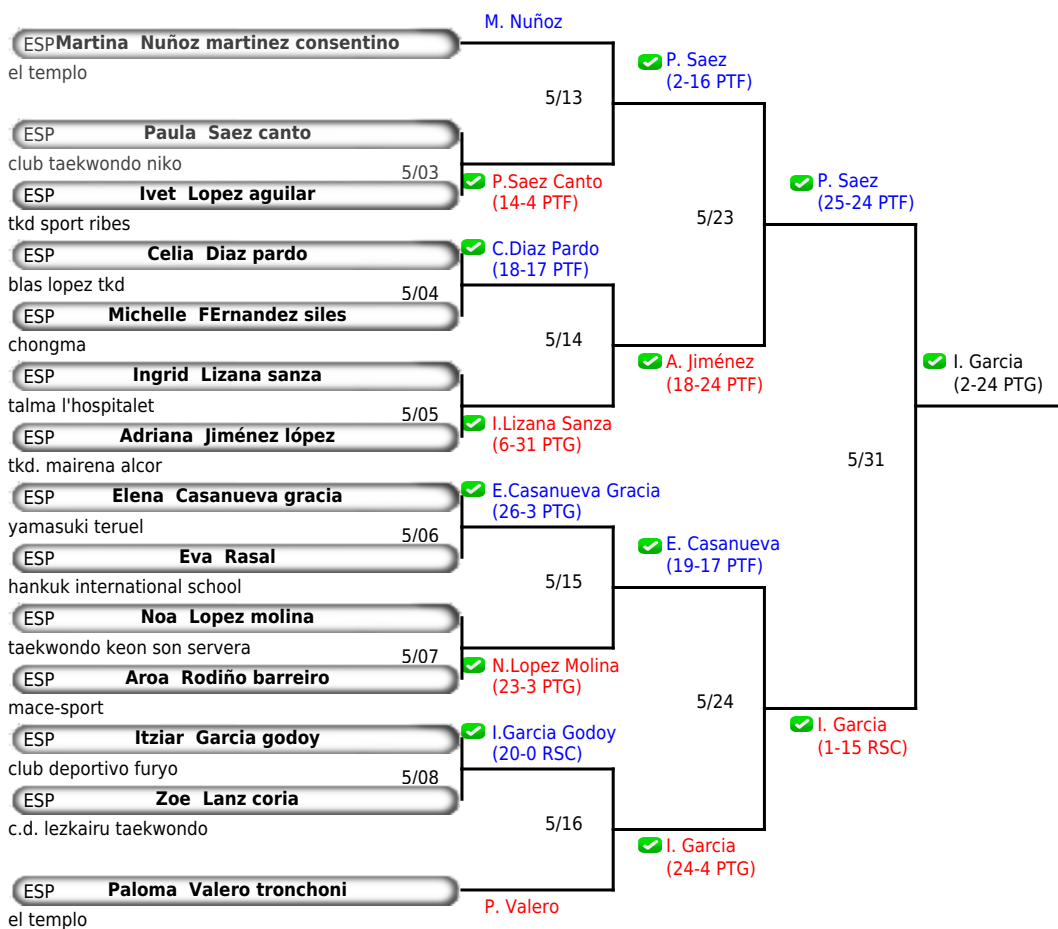 M. Nuñoz
ESP Martina Nuñoz martinez consentino
el templo
P. Saez
(2-16 PTF)
5/13
ESP Paula Saez canto
club taekwondo niko
5/03
ESP Ivet Lopez aguilar
tkd sport ribes
P.Saez Canto
(14-4 PTF)
P. Saez
(25-24 PTF)
5/23
ESP Celia Diaz pardo
blas lopez tkd
C.Diaz Pardo
(18-17 PTF)
5/04
ESP Michelle FErnandez siles
chongma
5/14
A. Jiménez
(18-24 PTF)
I. Garcia
(2-24 PTG)
ESP Ingrid Lizana sanza
talma l'hospitalet
5/05
ESP Adriana Jiménez lópez
tkd. mairena alcor
I.Lizana Sanza
(6-31 PTG)
5/31
ESP Elena Casanueva gracia
yamasuki teruel
E.Casanueva Gracia
(26-3 PTG)
5/06
ESP Eva Rasal
hankuk international school
E. Casanueva
(19-17 PTF)
5/15
ESP Noa Lopez molina
taekwondo keon son servera
5/07
ESP Aroa Rodiño barreiro
mace-sport
N.Lopez Molina
(23-3 PTG)
5/24
I. Garcia
(1-15 RSC)
ESP Itziar Garcia godoy
club deportivo furyo
I.Garcia Godoy
(20-0 RSC)
5/08
ESP Zoe Lanz coria
c.d. lezkairu taekwondo
5/16
I. Garcia
(24-4 PTG)
ESP Paloma Valero tronchoni
el templo
P. Valero